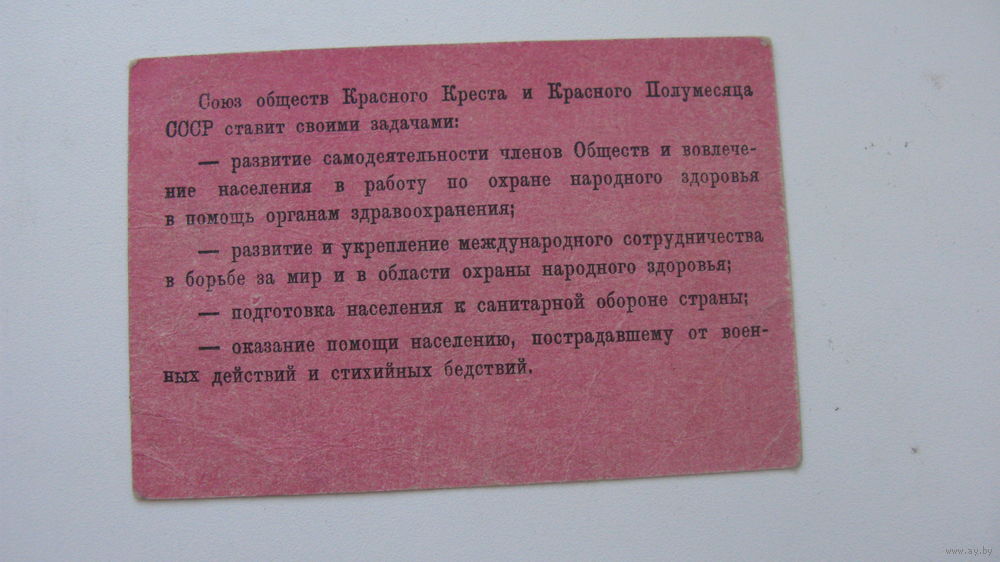 Союз обществ Красного Креста и Красного Полумесяца
СССР ставит своими задачами:
— развитие самодеятельности членов Обществ и вовлече-
ние населения в работу по охране народного здоровья
в помощь органам здравоохранения;
— развитие и укрепление международного сотрудничества
в борьбе за мир и в области охраны народного здоровья;
— подготовка населения к санитарной обороне страны;
— оказание помощи населению, пострадавшему от воен-
ных действий и стихийных бедствий.
www.ay.by